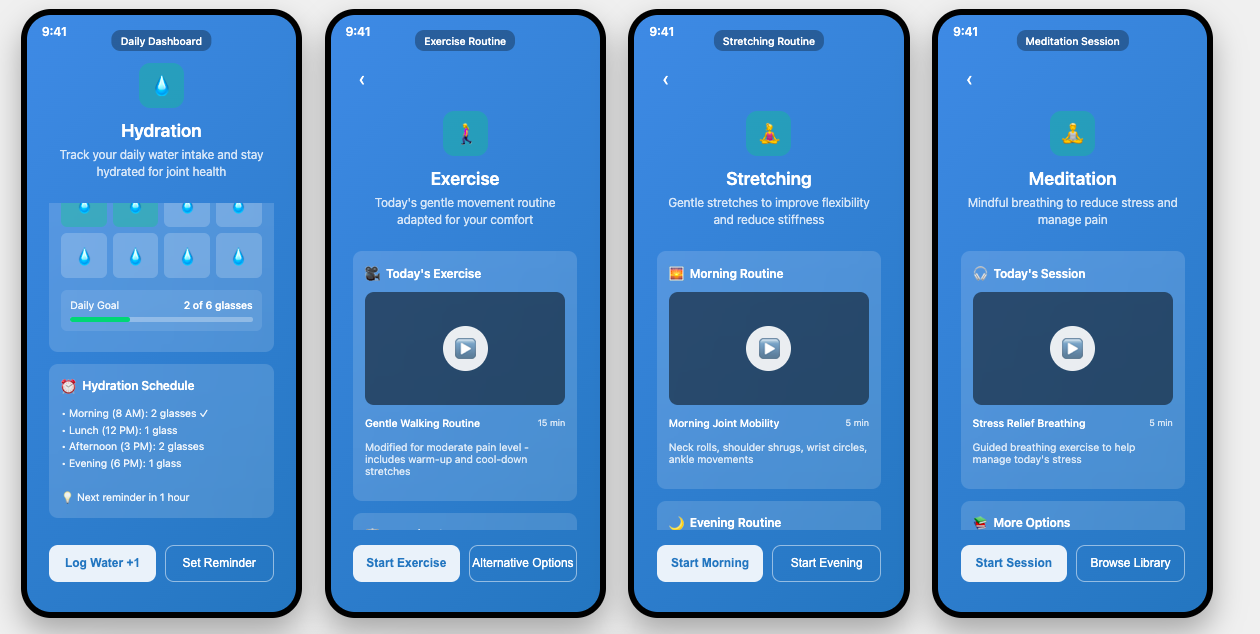 9:41
Daily Dashboard
Hydration
Track your daily water intake and stay
hydrated for joint health
Daily Goal
2 of 6 glasses
Hydration Schedule
• Morning (8 AM): 2 glasses ✓
• Lunch (12 PM): 1 glass
• Afternoon (3 PM): 2 glasses
• Evening (6 PM): 1 glass
Next reminder in 1 hour
Log Water +1
Set Reminder
9:41
Exercise Routine
Exercise
Today's gentle movement routine
adapted for your comfort
Today's Exercise
Gentle Walking Routine
15 min
Modified for moderate pain level -
includes warm-up and cool-down
stretches
Start Exercise
Alternative Options
9:41
Stretching Routine
Stretching
Gentle stretches to improve flexibility
and reduce stiffness
Morning Routine
Morning Joint Mobility
5 min
Neck rolls, shoulder shrugs, wrist circles,
ankle movements
Evening Routine
Start Morning
Start Evening
9:41
Meditation Session
Meditation
Mindful breathing to reduce stress and
manage pain
Today's Session
Stress Relief Breathing
5 min
Guided breathing exercise to help
manage today's stress
More Options
Start Session
Browse Library